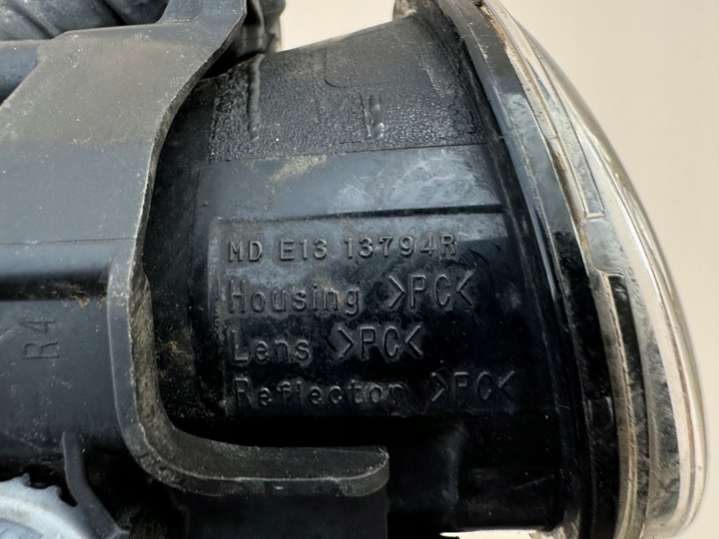 MD E13 13794R
Housing >PC<
Lens >PC<
Reflector >PC<
R4